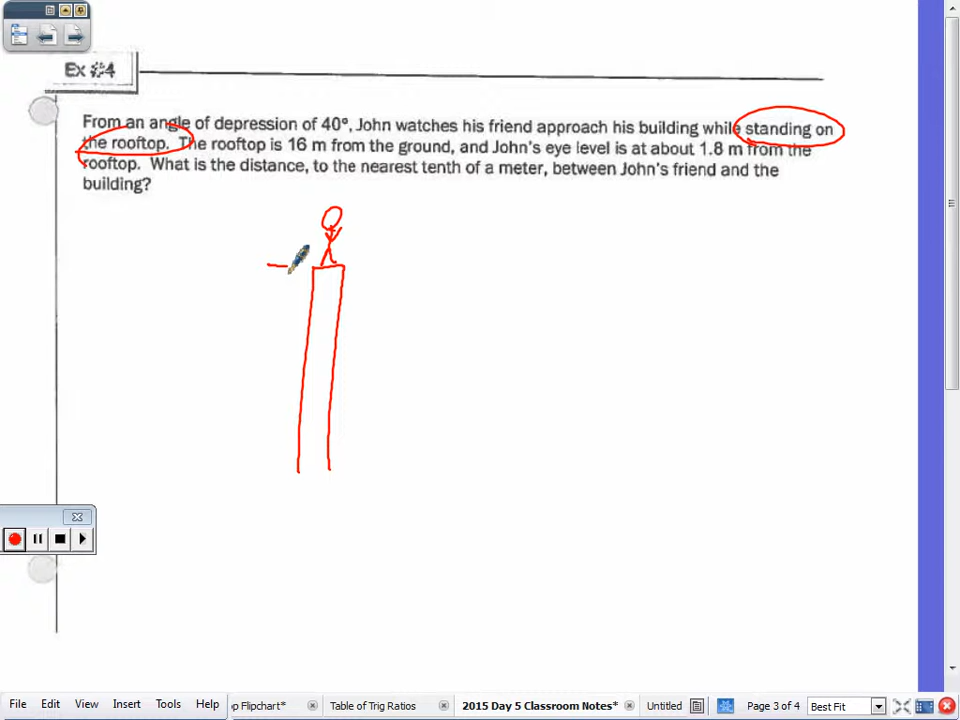 Ex #4
From an angle of depression of 40°, John watches his friend approach his building while standing on
the rooftop. The rooftop is 16 m from the ground, and John's eye level is at about 1.8 m from the
rooftop. What is the distance, to the nearest tenth of a meter, between John's friend and the
building?
File Edit View Insert Tools Help
p Flipchart* Table of Trig Ratios 2015 Day 5 Classroom Notes* Untitled Page 3 of 4 Best Fit